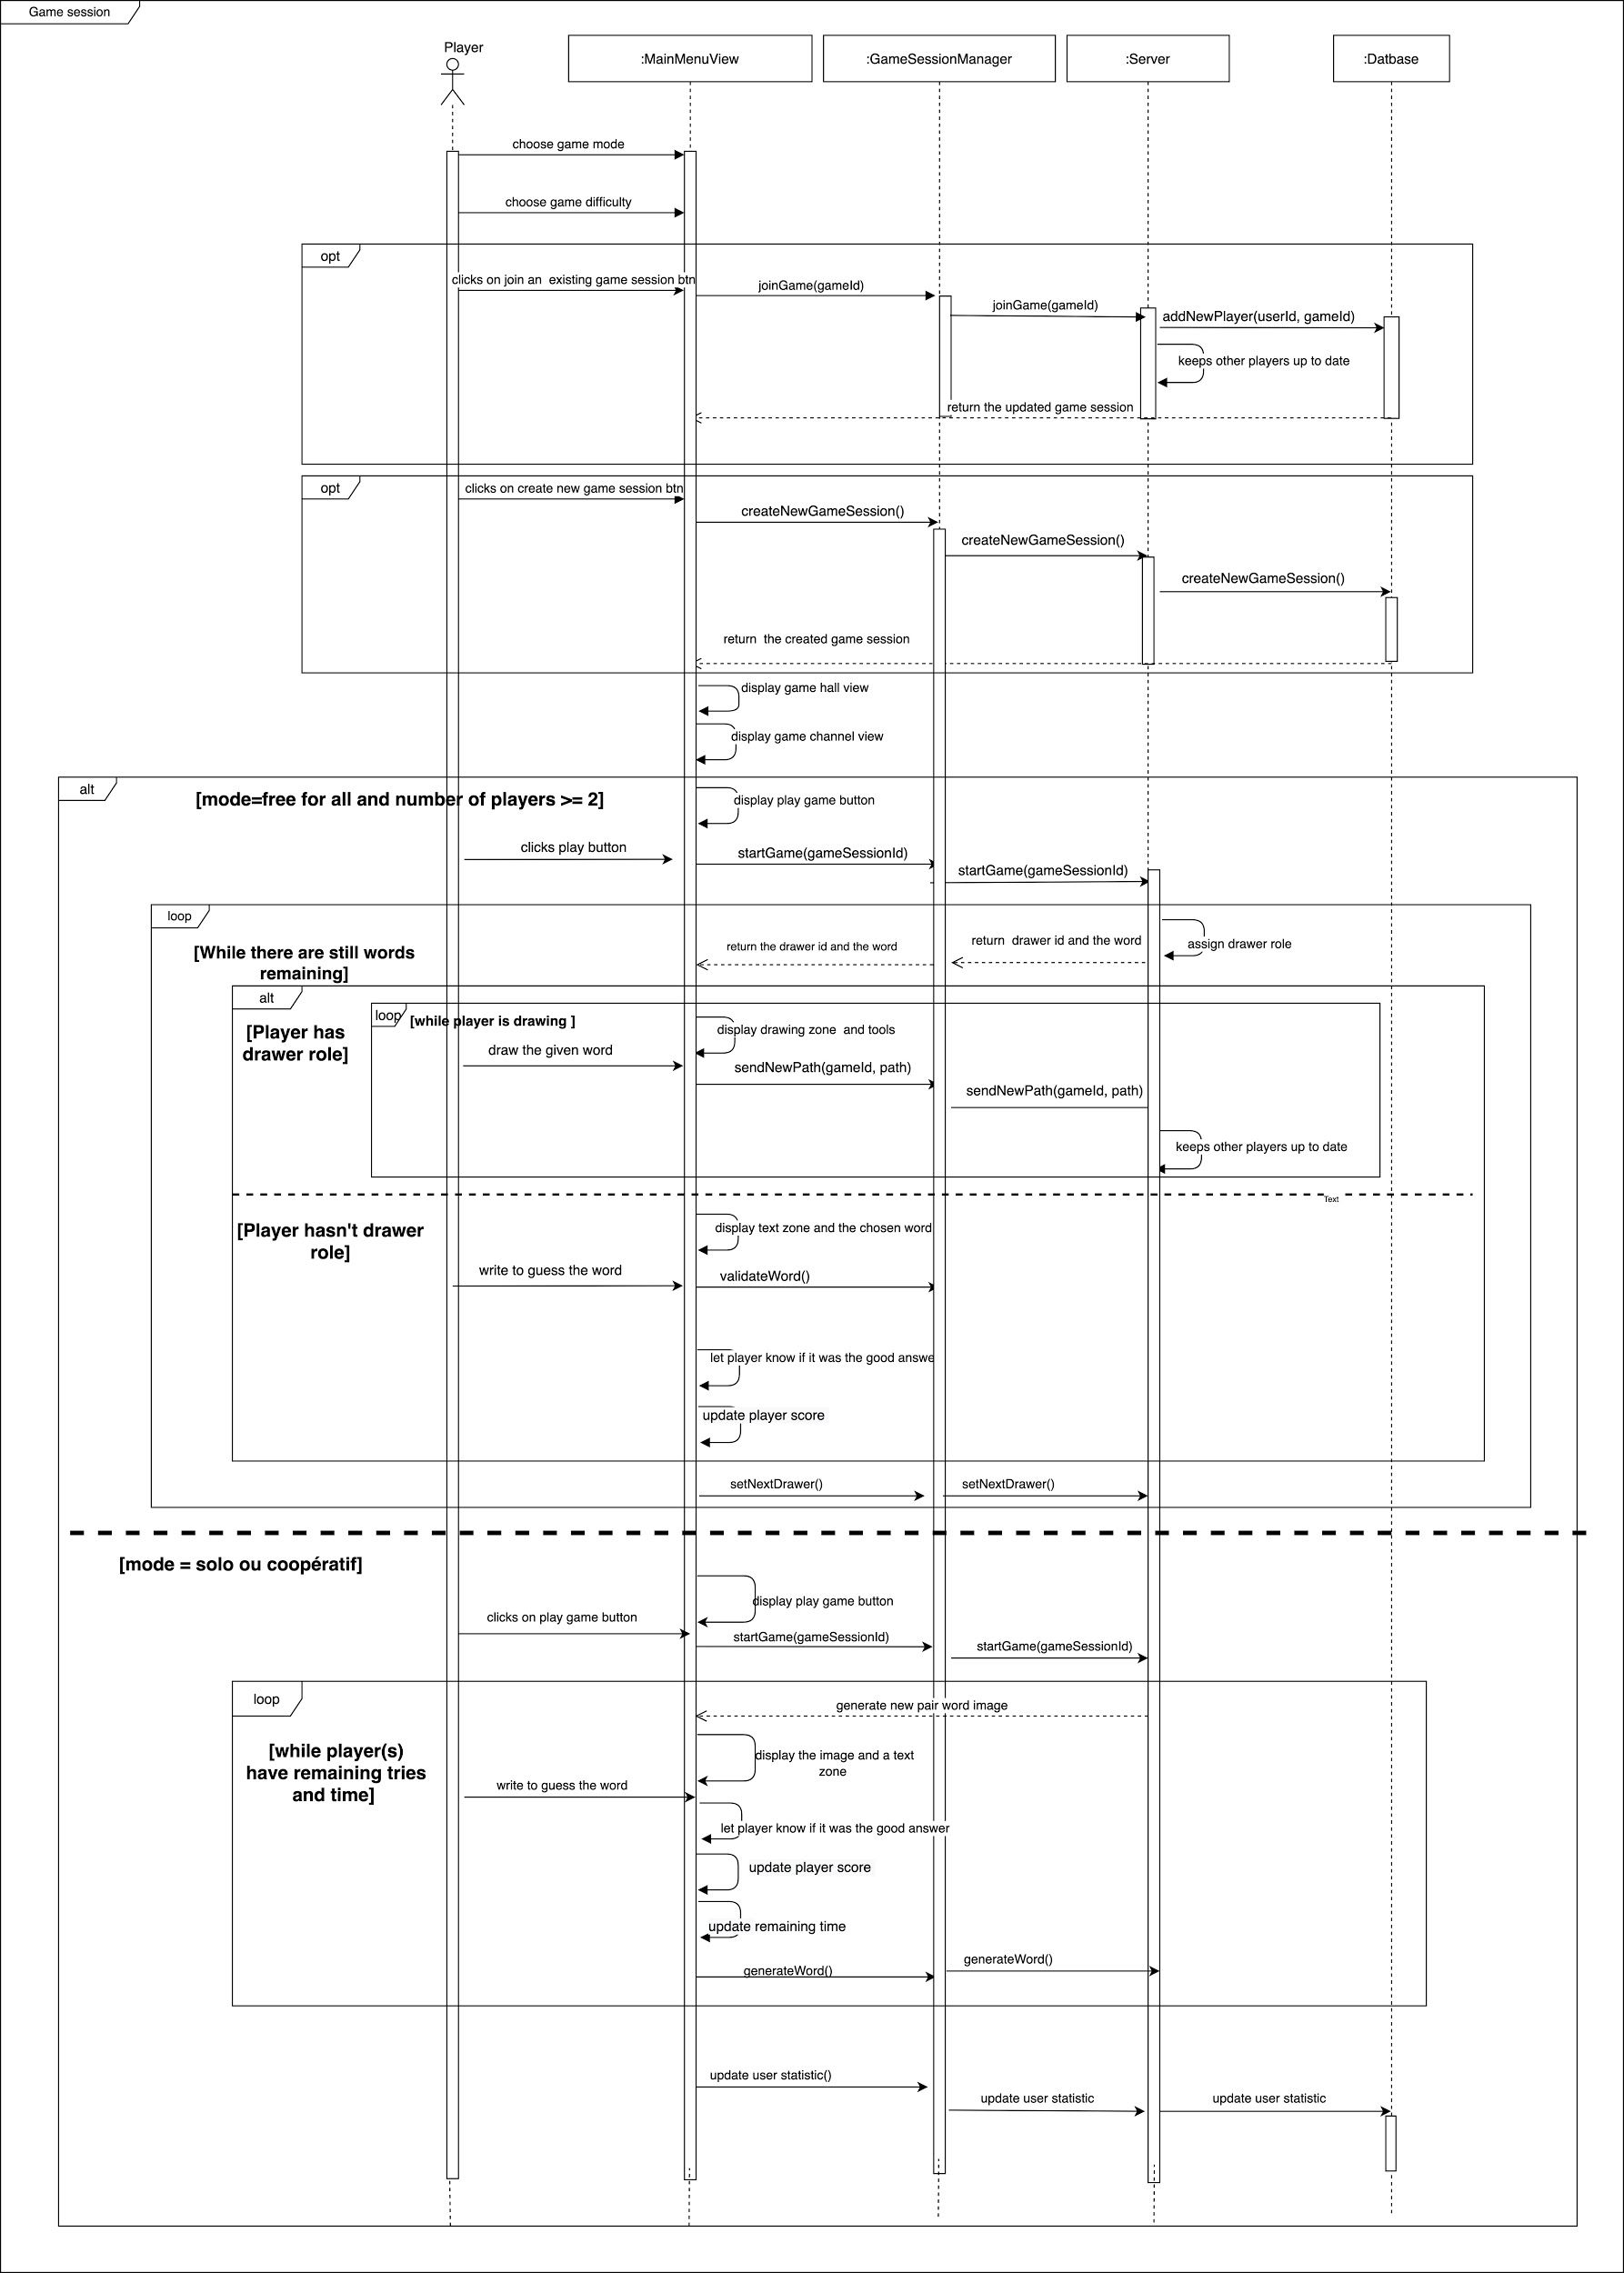 Game session
Player
:MainMenuView
:GameSessionManager
:Server
:Datbase
choose game mode
choose game difficulty
opt
clicks on join an existing game session btn
joinGame(gameId)
joinGame(gameId)
addNewPlayer(userId, gameId)
keeps other players up to date
return the updated game session
opt
clicks on create new game session btn
createNewGameSession()
createNewGameSession()
createNewGameSession()
return the created game session
display game hall view
display game channel view
alt
[mode=free for all and number of players >= 2]
display play game button
clicks play button
startGame(gameSessionId)
startGame(gameSessionId)
loop
[While there are still words
remaining]
return the drawer id and the word
return drawer id and the word
assign drawer role
alt
[Player has
drawer role]
loop
[while player is drawing ]
display drawing zone and tools
draw the given word
sendNewPath(gameId, path)
sendNewPath(gameId, path)
keeps other players up to date
Text
[Player hasn't drawer
role]
display text zone and the chosen word
write to guess the word
validateWord()
let player know if it was the good answe
update player score
setNextDrawer()
setNextDrawer()
[mode = solo ou coopératif]
display play game button
clicks on play game button
startGame(gameSessionId)
startGame(gameSessionId)
loop
generate new pair word image
[while player(s)
have remaining tries
and time]
display the image and a text
zone
write to guess the word
let player know if it was the good answer
update player score
update remaining time
generateWord()
generateWord()
update user statistic()
update user statistic
update user statistic